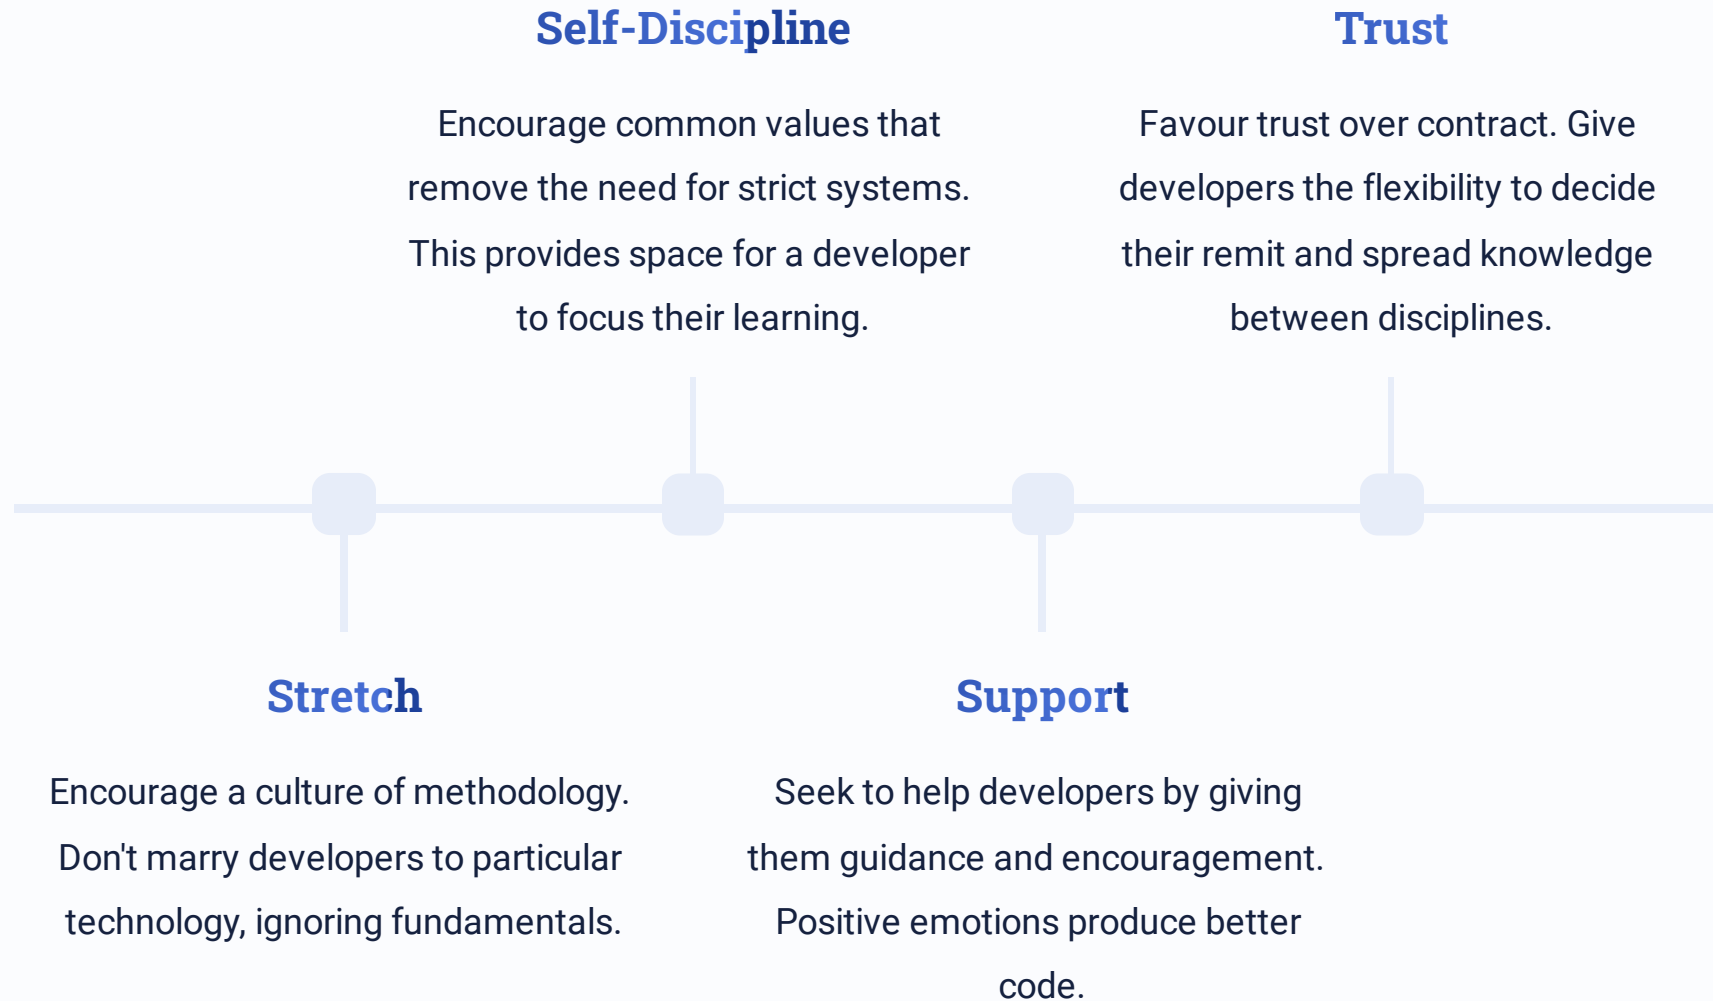 Self-Discipline
Encourage common values that
remove the need for strict systems.
This provides space for a developer
to focus their learning.
Trust
Favour trust over contract. Give
developers the flexibility to decide
their remit and spread knowledge
between disciplines.
Stretch
Encourage a culture of methodology.
Don't marry developers to particular
technology, ignoring fundamentals.
Support
Seek to help developers by giving
them guidance and encouragement.
Positive emotions produce better
code.